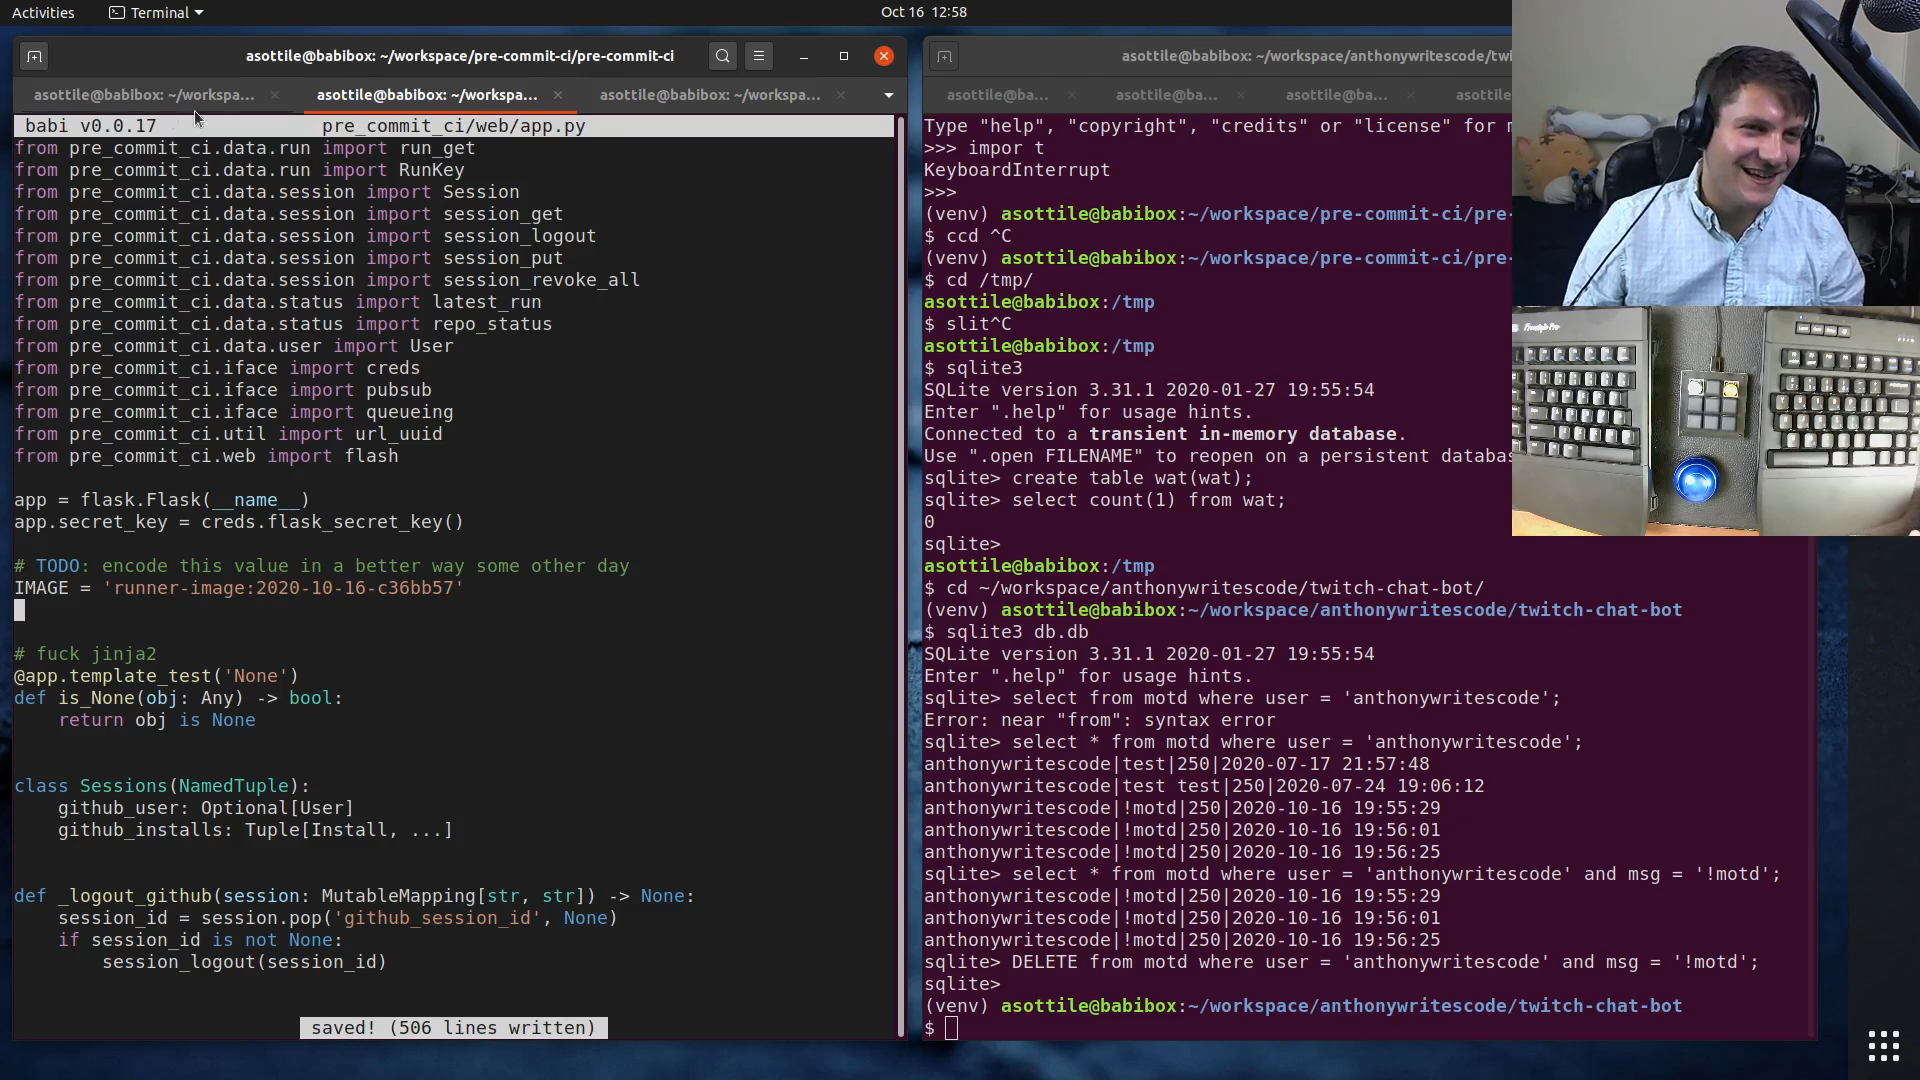 Activities
Terminal
Oct 16 12:58
asottile@babibox: ~/workspace/pre-commit-ci/pre-commit-ci
asottile@babibox: ~/workspa...
asottile@babibox: ~/workspa...
asottile@babibox: ~/workspa...
babi v0.0.17 pre_commit_ci/web/app.py
from pre_commit_ci.data.run import run_get
from pre_commit_ci.data.run import RunKey
from pre_commit_ci.data.session import Session
from pre_commit_ci.data.session import session_get
from pre_commit_ci.data.session import session_logout
from pre_commit_ci.data.session import session_put
from pre_commit_ci.data.session import session_revoke_all
from pre_commit_ci.data.status import latest_run
from pre_commit_ci.data.status import repo_status
from pre_commit_ci.data.user import User
from pre_commit_ci.iface import creds
from pre_commit_ci.iface import pubsub
from pre_commit_ci.iface import queueing
from pre_commit_ci.util import url_uuid
from pre_commit_ci.web import flash
app = flask.Flask(__name__)
app.secret_key = creds.flask_secret_key()
# TODO: encode this value in a better way some other day
IMAGE = 'runner-image:2020-10-16-c36bb57'
# fuck jinja2
@app.template_test('None')
def is_None(obj: Any) -> bool:
return obj is None
class Sessions(NamedTuple):
github_user: Optional[User]
github_installs: Tuple[Install, ...]
def _logout_github(session: MutableMapping[str, str]) -> None:
session_id = session.pop('github_session_id', None)
if session_id is not None:
session_logout(session_id)
saved! (506 lines written)
asottile@babibox: ~/workspace/anthonywritescode/twi
asottile@ba...
asottile@ba...
asottile@ba...
asottile
Type "help", "copyright", "credits" or "license" for m
>>> impor t
KeyboardInterrupt
>>>
(venv) asottile@babibox:~/workspace/pre-commit-ci/pre-
$ ccd ^C
(venv) asottile@babibox:~/workspace/pre-commit-ci/pre-
$ cd /tmp/
asottile@babibox:/tmp
$ slit^C
asottile@babibox:/tmp
$ sqlite3
SQLite version 3.31.1 2020-01-27 19:55:54
Enter ".help" for usage hints.
Connected to a transient in-memory database.
Use ".open FILENAME" to reopen on a persistent databas
sqlite> create table wat(wat);
sqlite> select count(1) from wat;
0
sqlite>
asottile@babibox:/tmp
$ cd ~/workspace/anthonywritescode/twitch-chat-bot/
(venv) asottile@babibox:~/workspace/anthonywritescode/twitch-chat-bot
$ sqlite3 db.db
SQLite version 3.31.1 2020-01-27 19:55:54
Enter ".help" for usage hints.
sqlite> select from motd where user = 'anthonywritescode';
Error: near "from": syntax error
sqlite> select * from motd where user = 'anthonywritescode';
anthonywritescode|test|250|2020-07-17 21:57:48
anthonywritescode|test test|250|2020-07-24 19:06:12
anthonywritescode|!motd|250|2020-10-16 19:55:29
anthonywritescode|!motd|250|2020-10-16 19:56:01
anthonywritescode|!motd|250|2020-10-16 19:56:25
sqlite> select * from motd where user = 'anthonywritescode' and msg = '!motd';
anthonywritescode|!motd|250|2020-10-16 19:55:29
anthonywritescode|!motd|250|2020-10-16 19:56:01
anthonywritescode|!motd|250|2020-10-16 19:56:25
sqlite> DELETE from motd where user = 'anthonywritescode' and msg = '!motd';
sqlite>
(venv) asottile@babibox:~/workspace/anthonywritescode/twitch-chat-bot
$
Freestyle Pro